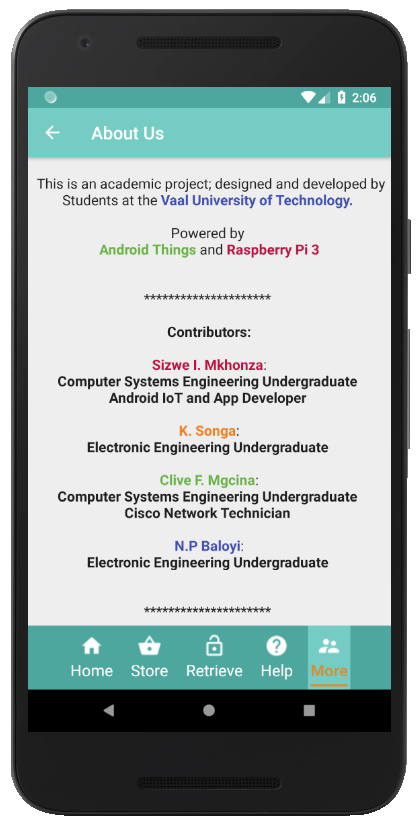 2:06
About Us
This is an academic project; designed and developed by
Students at the Vaal University of Technology.
Powered by
Android Things and Raspberry Pi 3
*********************
Contributors:
Sizwe I. Mkhonza:
Computer Systems Engineering Undergraduate
Android IoT and App Developer
K. Songa:
Electronic Engineering Undergraduate
Clive F. Mgcina:
Computer Systems Engineering Undergraduate
Cisco Network Technician
N.P Baloyi:
Electronic Engineering Undergraduate
*********************
Home Store Retrieve Help More